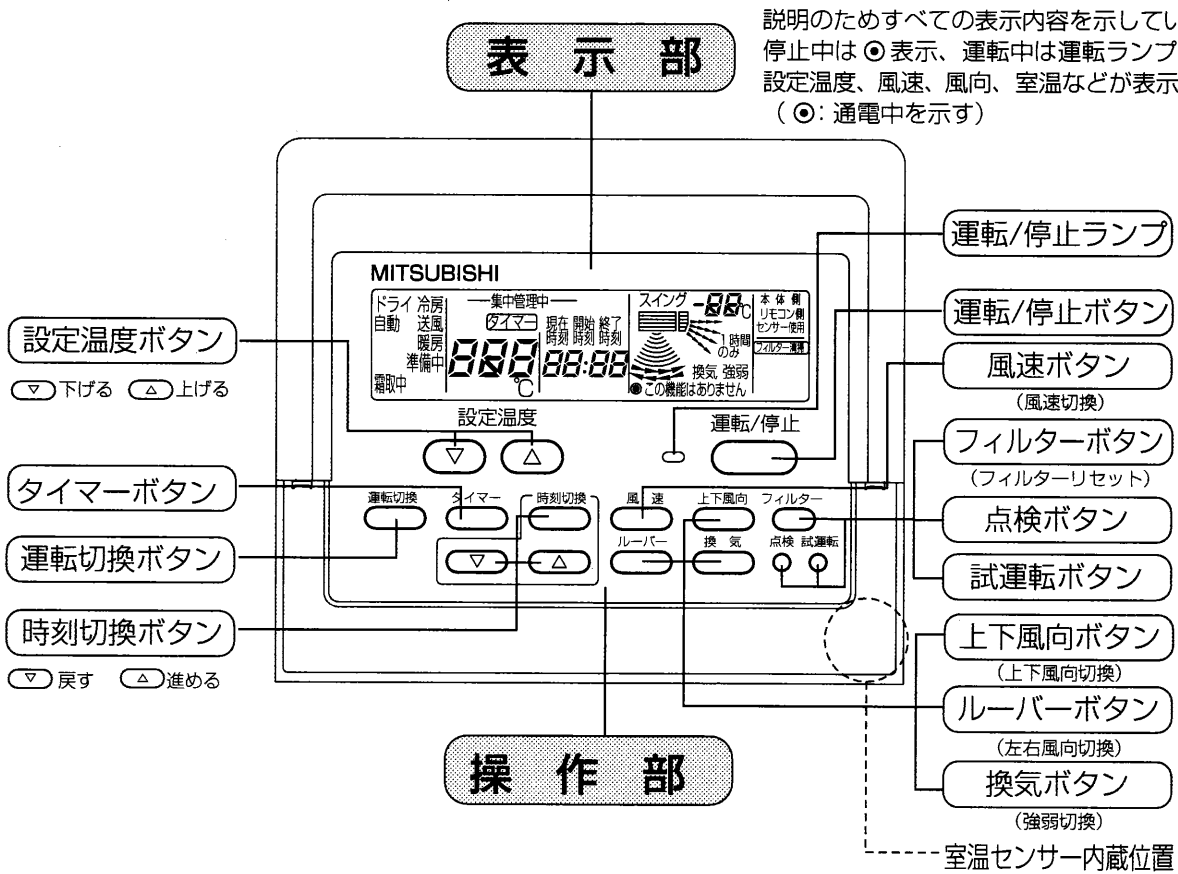 説明のためすべての表示内容を示してい
停止中は ⦿ 表示、運転中は運転ランプ
設定温度、風速、風向、室温などが表示
（ ⦿: 通電中を示す）
表 示 部
MITSUBISHI
ドライ 冷房
自動 送風
暖房
準備中
霜取中
集中管理中
タイマー
現在 開始 終了
時刻 時刻 時刻
888
℃
88:88
スイング -88℃
1時間
のみ
換気 強弱
⦿ この機能はありません
本体側
リモコン側
センサー使用
フィルター清掃
設定温度
▽ △
運転/停止
運転切換 タイマー 時刻切換 風 速 上下風向 フィルター
▽ △
ルーバー 換 気 点検 試運転
設定温度ボタン
▽ 下げる △ 上げる
タイマーボタン
運転切換ボタン
時刻切換ボタン
▽ 戻す △ 進める
運転/停止ランプ
運転/停止ボタン
風速ボタン
(風速切換)
フィルターボタン
(フィルターリセット)
点検ボタン
試運転ボタン
上下風向ボタン
(上下風向切換)
ルーバーボタン
(左右風向切換)
換気ボタン
(強弱切換)
室温センサー内蔵位置
操 作 部